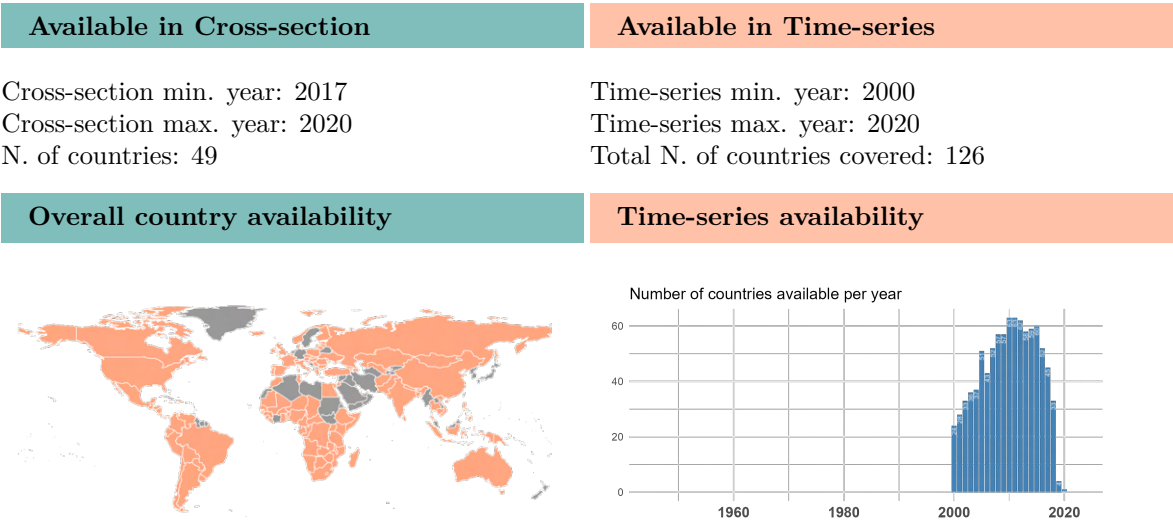 Available in Cross-section
Available in Time-series
Cross-section min. year: 2017
Cross-section max. year: 2020
N. of countries: 49
Time-series min. year: 2000
Time-series max. year: 2020
Total N. of countries covered: 126
Overall country availability
Time-series availability
Number of countries available per year
60
40
20
0
1960
1980
2000
2020